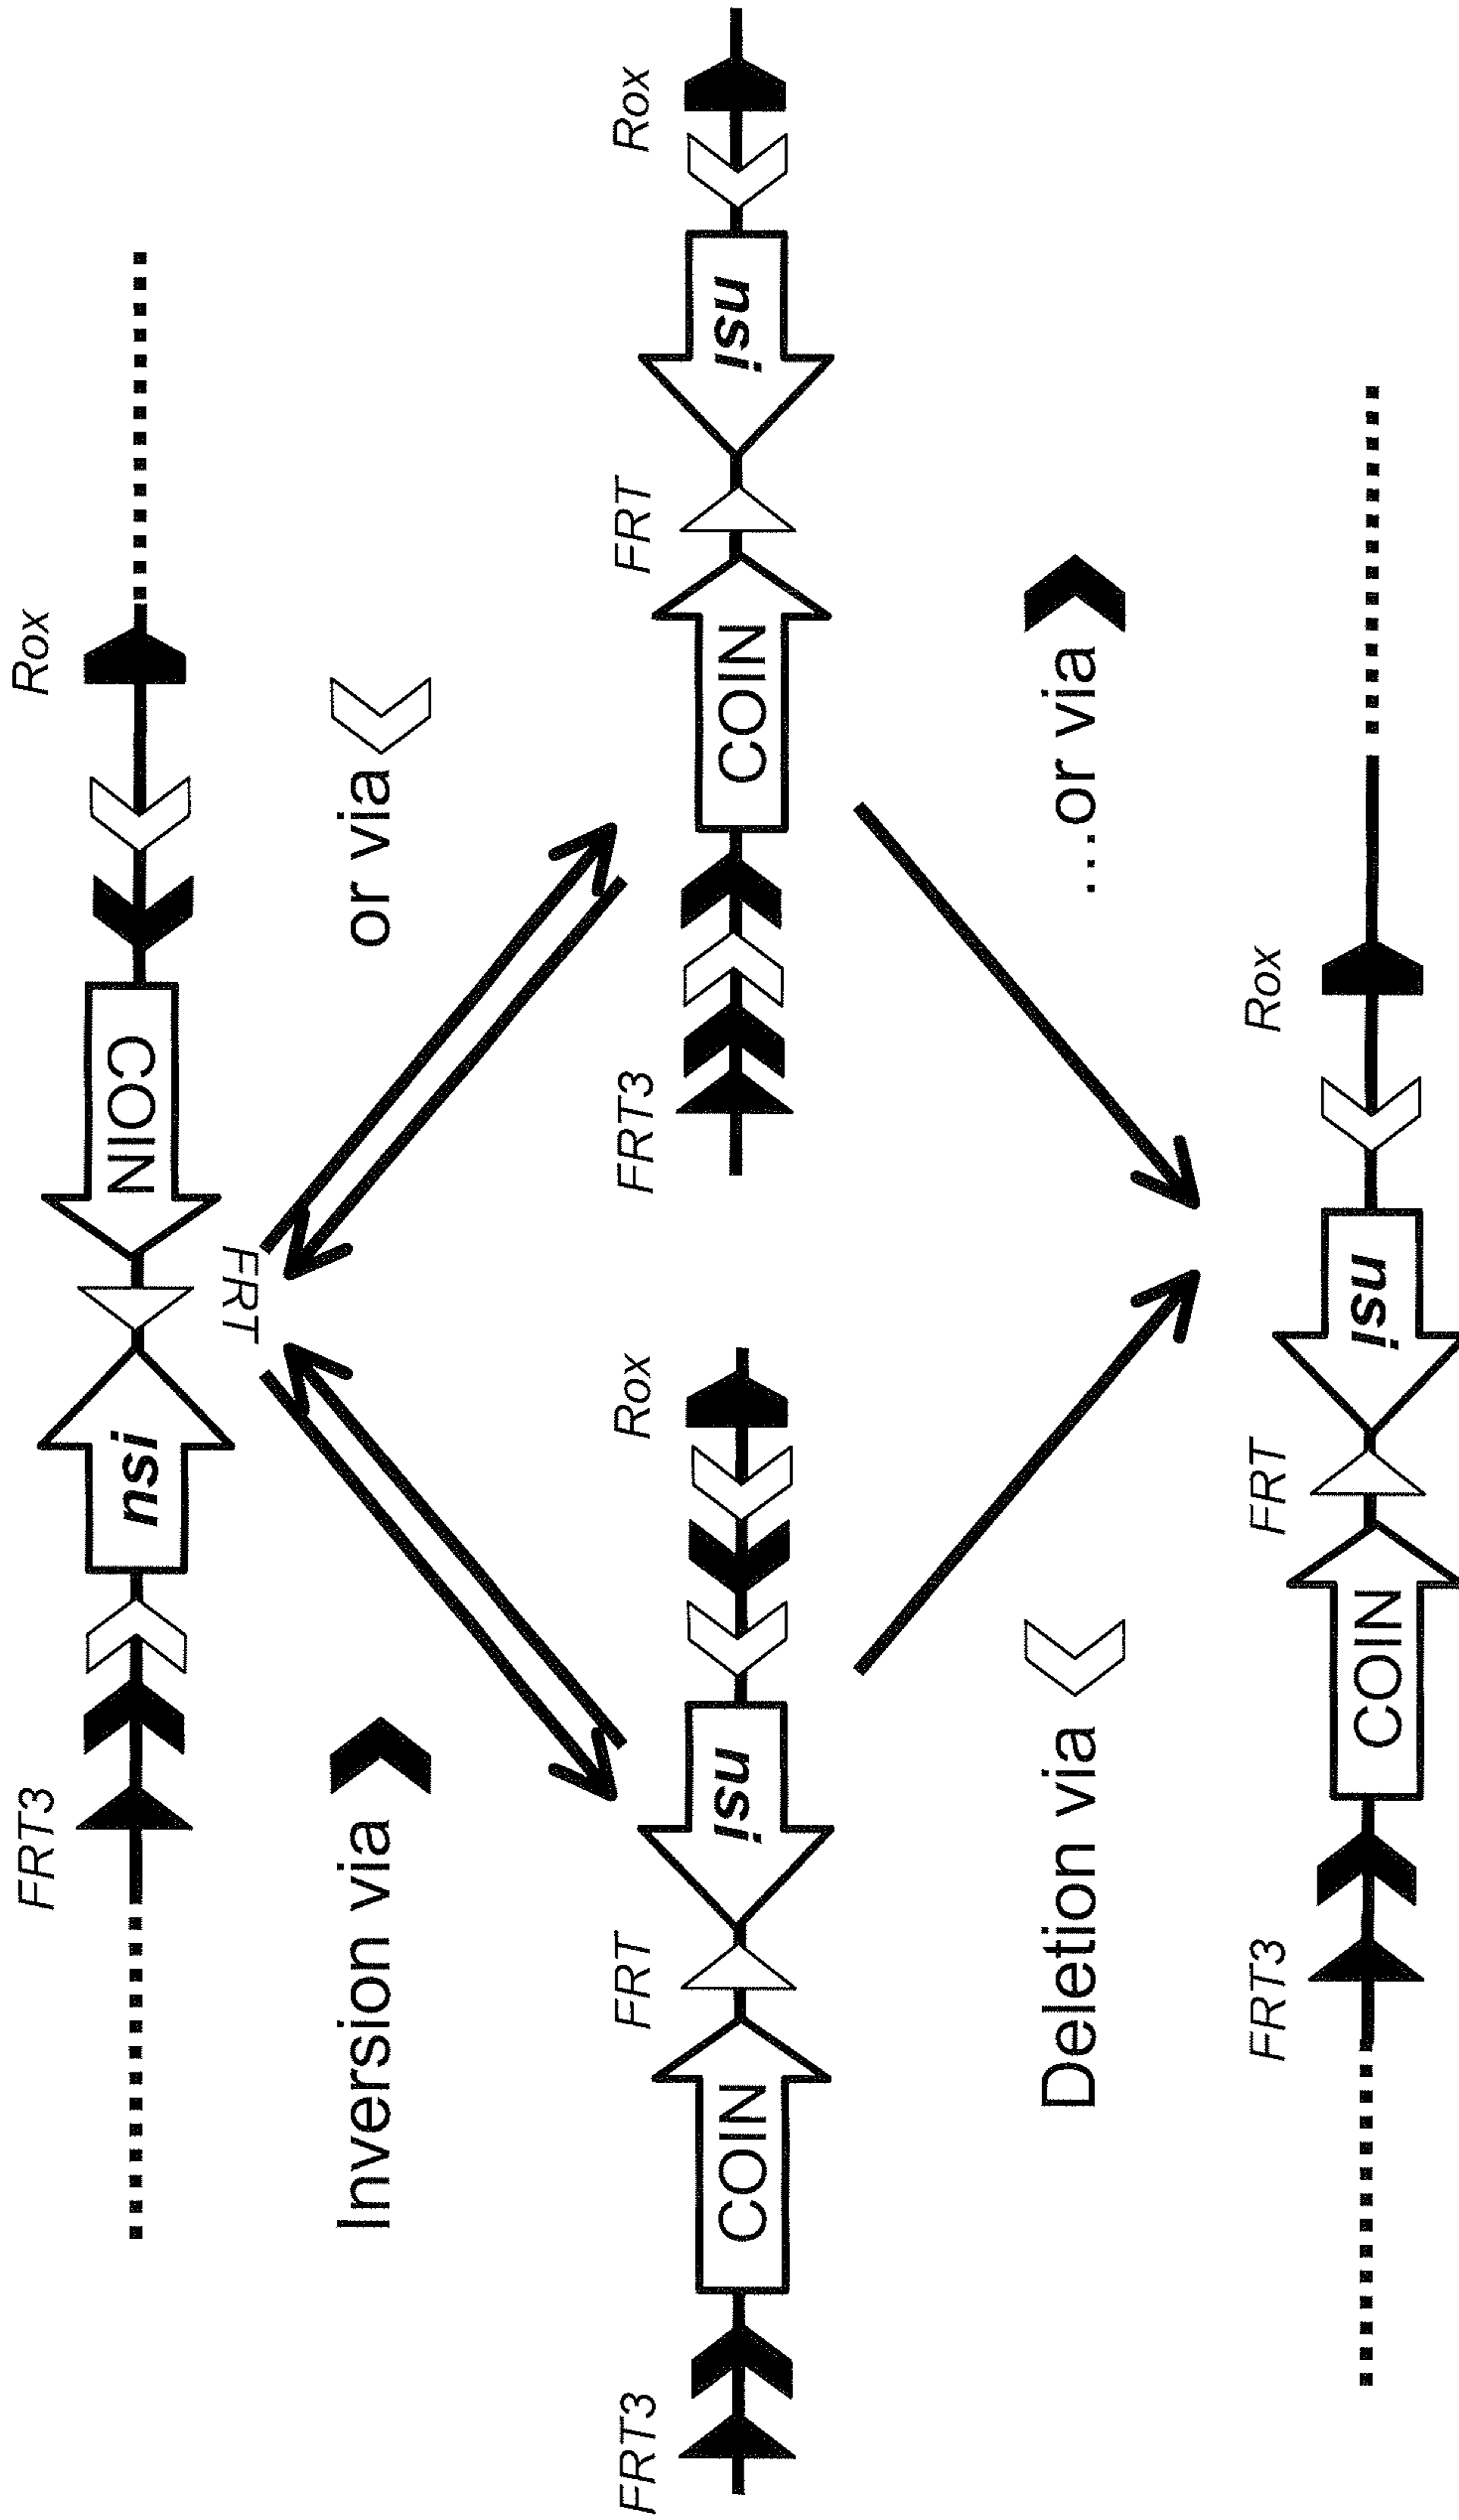 FRT3
Rox
nsi
COIN
FRT
Inversion via
or via
FRT3
FRT
Rox
COIN
nsi
FRT3
FRT
Rox
COIN
nsi
Deletion via
...or via
FRT3
FRT
Rox
COIN
nsi